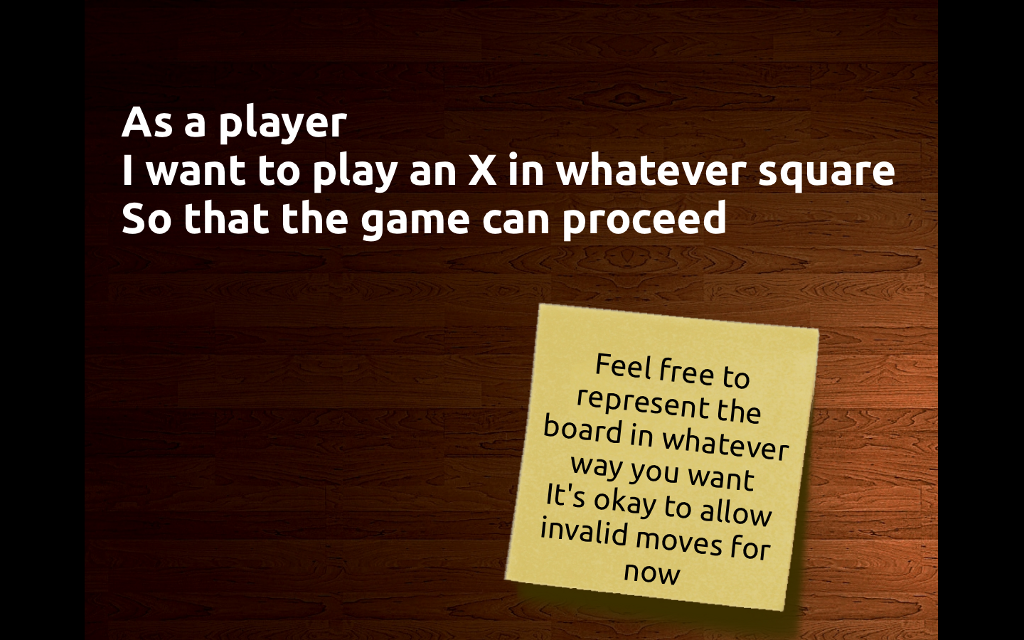 As a player
I want to play an X in whatever square
So that the game can proceed
Feel free to
represent the
board in whatever
way you want
It's okay to allow
invalid moves for
now